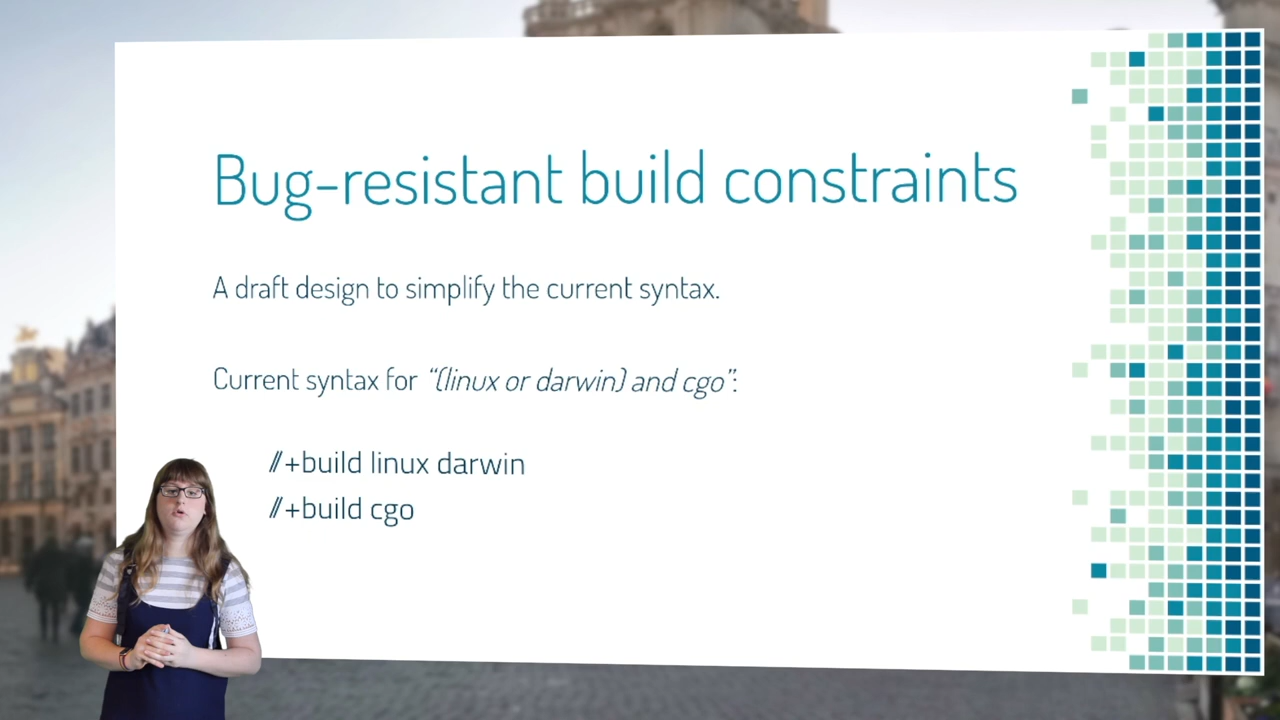 Bug-resistant build constraints
A draft design to simplify the current syntax.
Current syntax for “(linux or darwin) and cgo”:
//+build linux darwin
//+build cgo